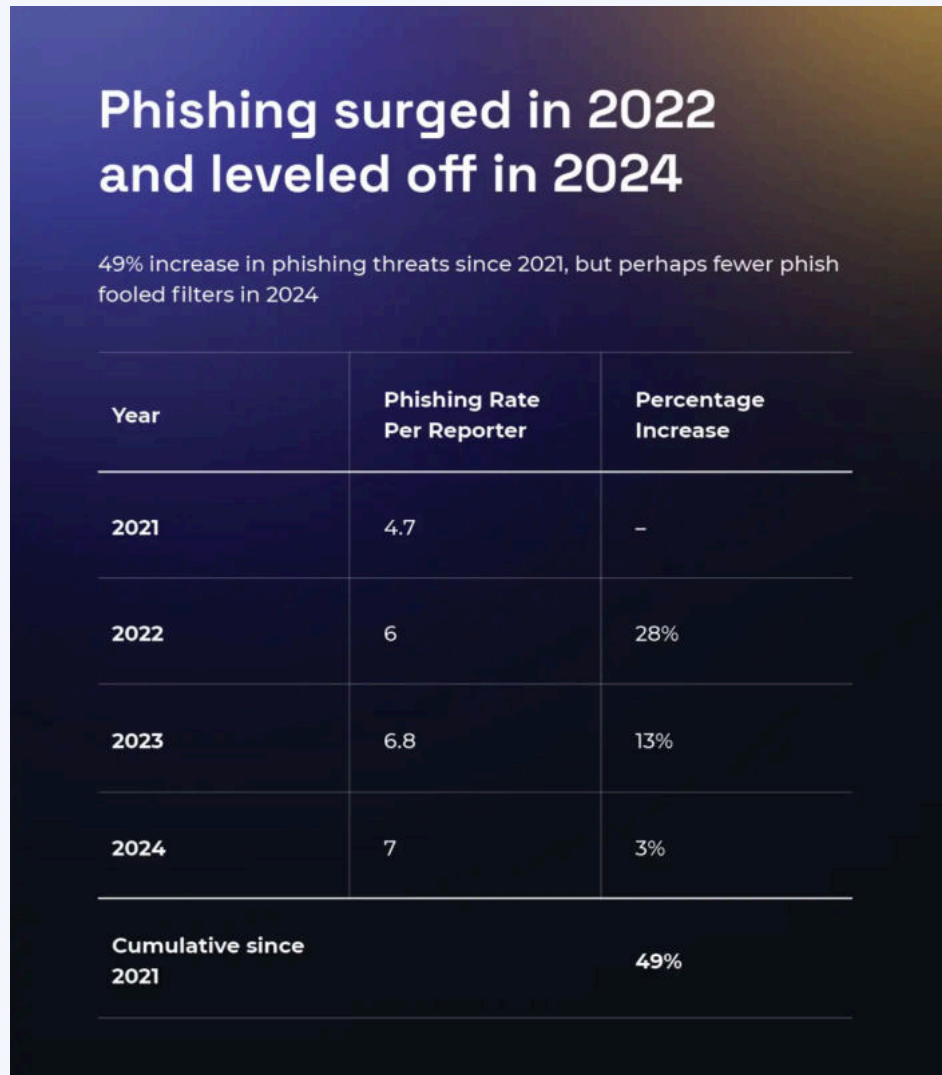 Phishing surged in 2022
and leveled off in 2024
49% increase in phishing threats since 2021, but perhaps fewer phish
fooled filters in 2024
Year
Phishing Rate
Per Reporter
Percentage
Increase
2021 4.7 –
2022 6 28%
2023 6.8 13%
2024 7 3%
Cumulative since
2021
49%